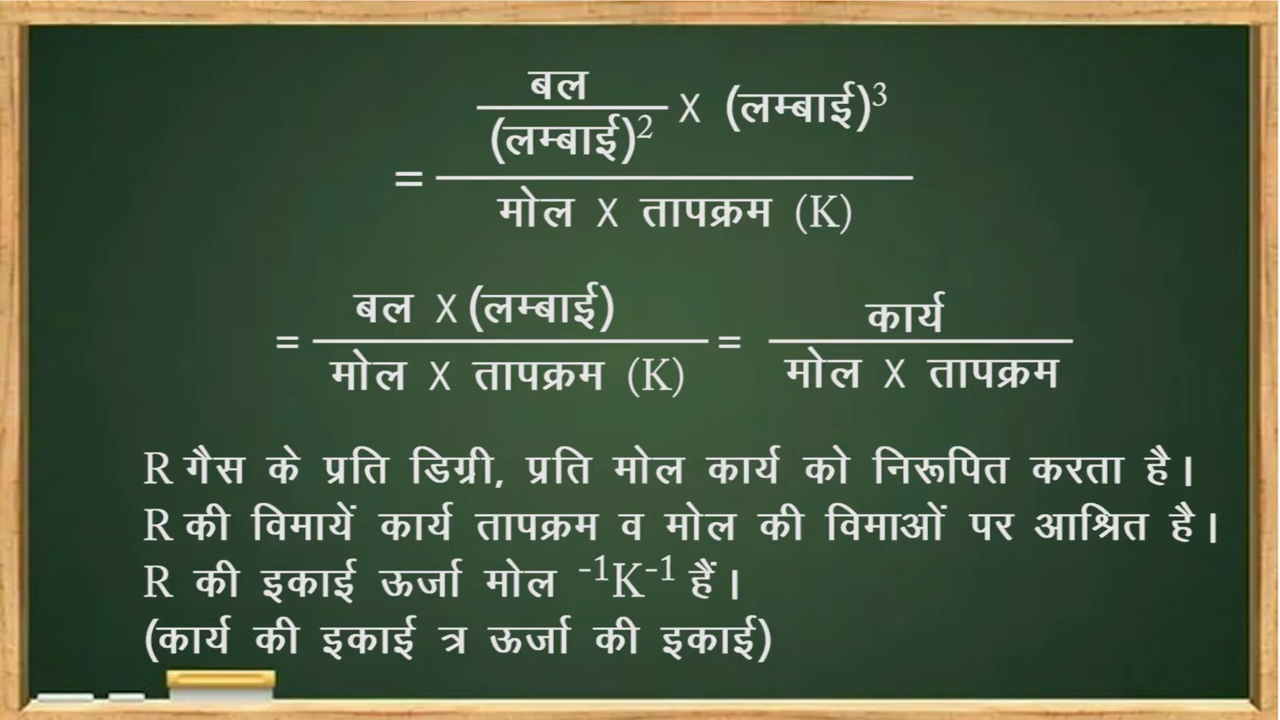 = बल / (लम्बाई)² X (लम्बाई)³ / मोल X तापक्रम (K)
= बल X (लम्बाई) / मोल X तापक्रम (K) = कार्य / मोल X तापक्रम
R गैस के प्रति डिग्री, प्रति मोल कार्य को निरूपित करता है।
R की विमायें कार्य तापक्रम व मोल की विमाओं पर आश्रित है।
R की इकाई ऊर्जा मोल ⁻¹K⁻¹ हैं।
(कार्य की इकाई त्र ऊर्जा की इकाई)